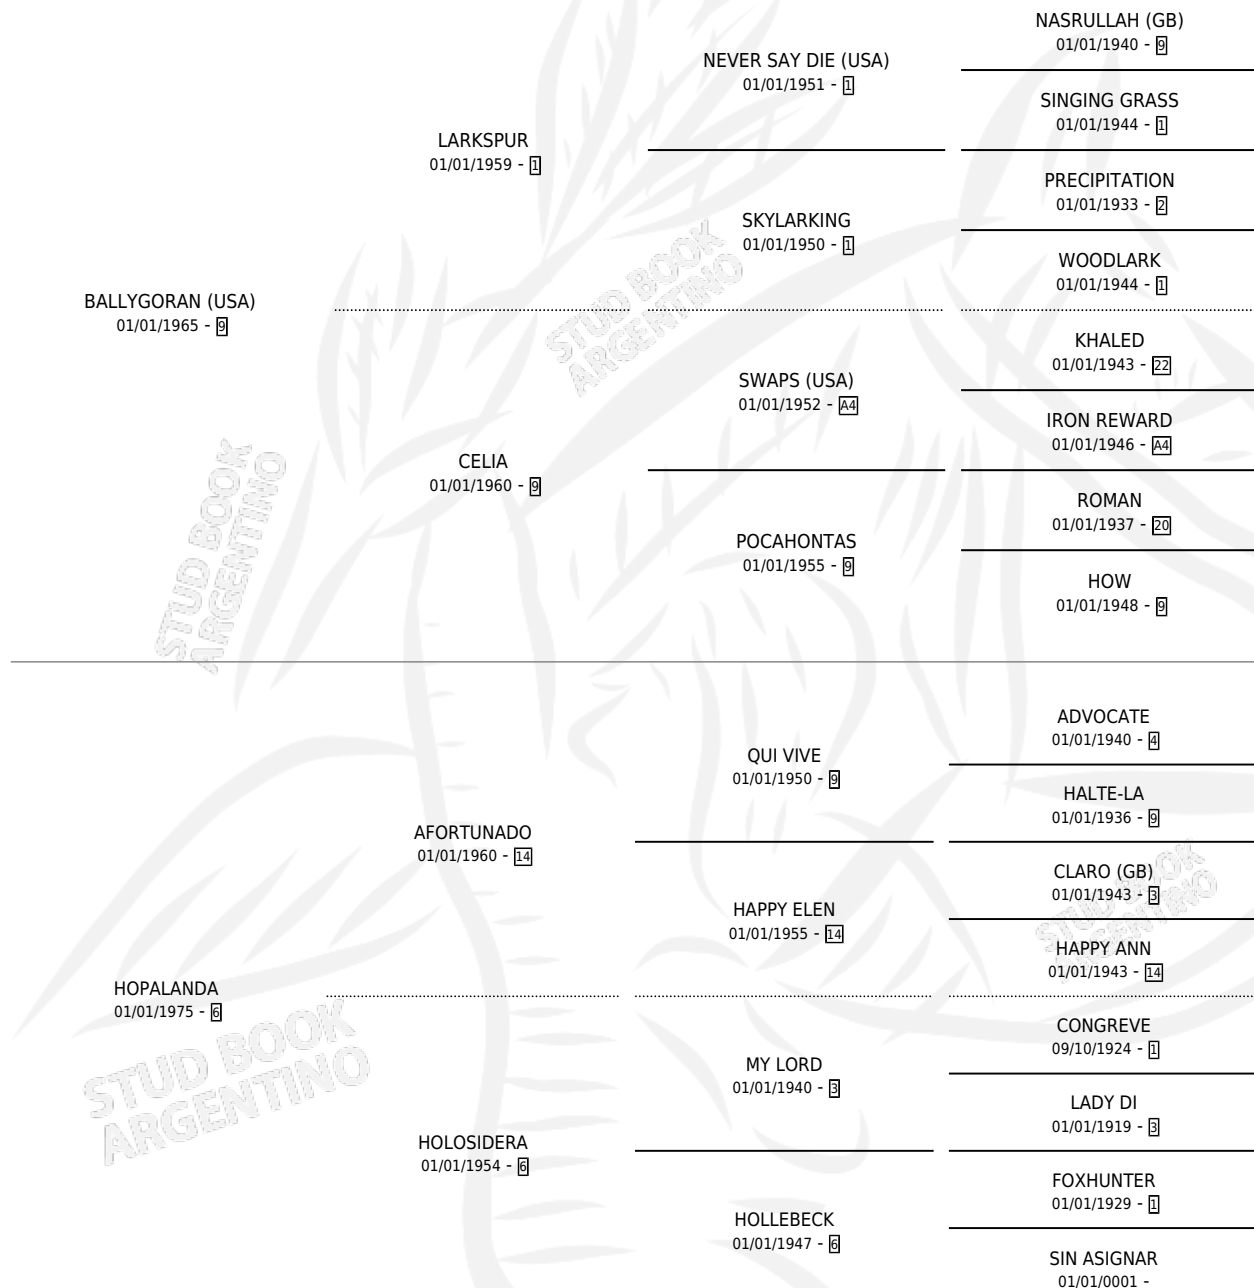 NASRULLAH (GB)
01/01/1940 - 9
NEVER SAY DIE (USA)
01/01/1951 - 1
SINGING GRASS
01/01/1944 - 1
LARKSPUR
01/01/1959 - 1
PRECIPITATION
01/01/1933 - 2
SKYLARKING
01/01/1950 - 1
WOODLARK
01/01/1944 - 1
BALLYGORAN (USA)
01/01/1965 - 9
KHALED
01/01/1943 - 22
SWAPS (USA)
01/01/1952 - A4
IRON REWARD
01/01/1946 - A4
CELIA
01/01/1960 - 9
ROMAN
01/01/1937 - 20
POCAHONTAS
01/01/1955 - 9
HOW
01/01/1948 - 9
ADVOCATE
01/01/1940 - 4
QUI VIVE
01/01/1950 - 9
HALTE-LA
01/01/1936 - 9
AFORTUNADO
01/01/1960 - 14
CLARO (GB)
01/01/1943 - 3
HAPPY ELEN
01/01/1955 - 14
HAPPY ANN
01/01/1943 - 14
HOPALANDA
01/01/1975 - 6
CONGREVE
09/10/1924 - 1
MY LORD
01/01/1940 - 3
LADY DI
01/01/1919 - 3
HOLOSIDERA
01/01/1954 - 6
FOXHUNTER
01/01/1929 - 1
HOLLEBECK
01/01/1947 - 6
SIN ASIGNAR
01/01/0001 -
STUD BOOK
ARGENTINO
STUD BOOK
ARGENTINO
STUD BOOK
ARGENTINO
STUD BOOK
ARGENTINO